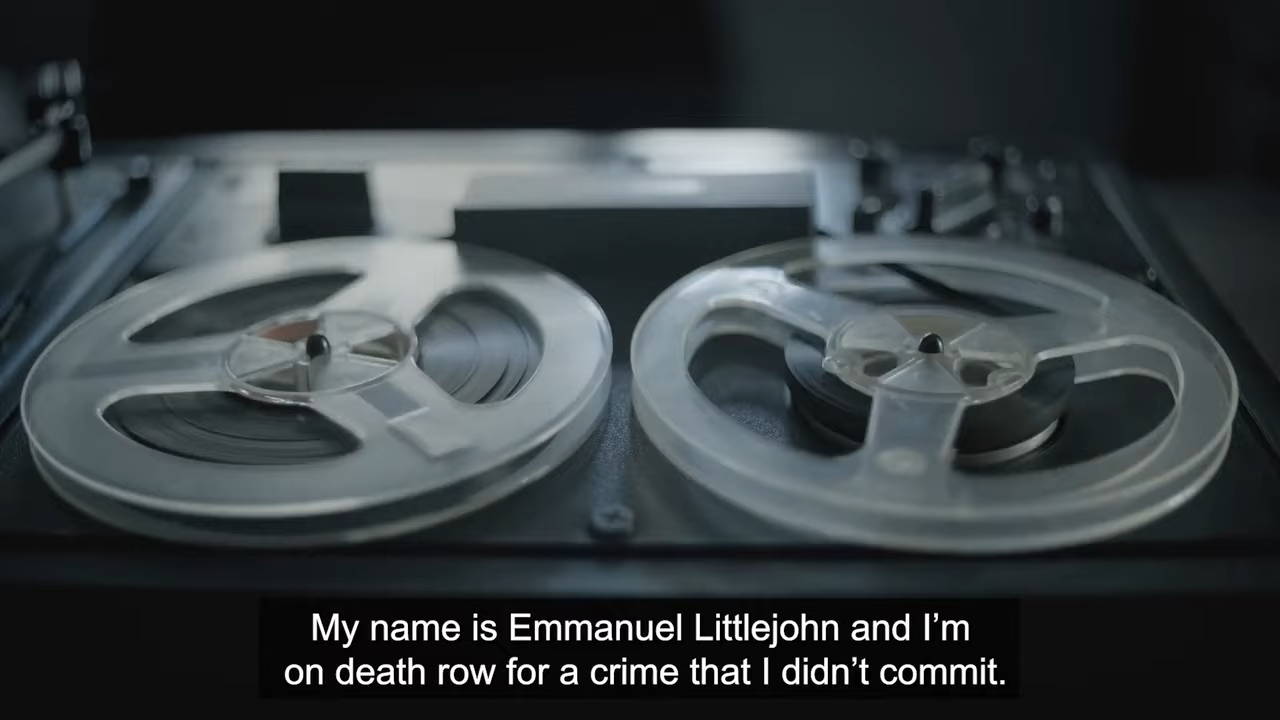 My name is Emmanuel Littlejohn and I’m
on death row for a crime that I didn’t commit.